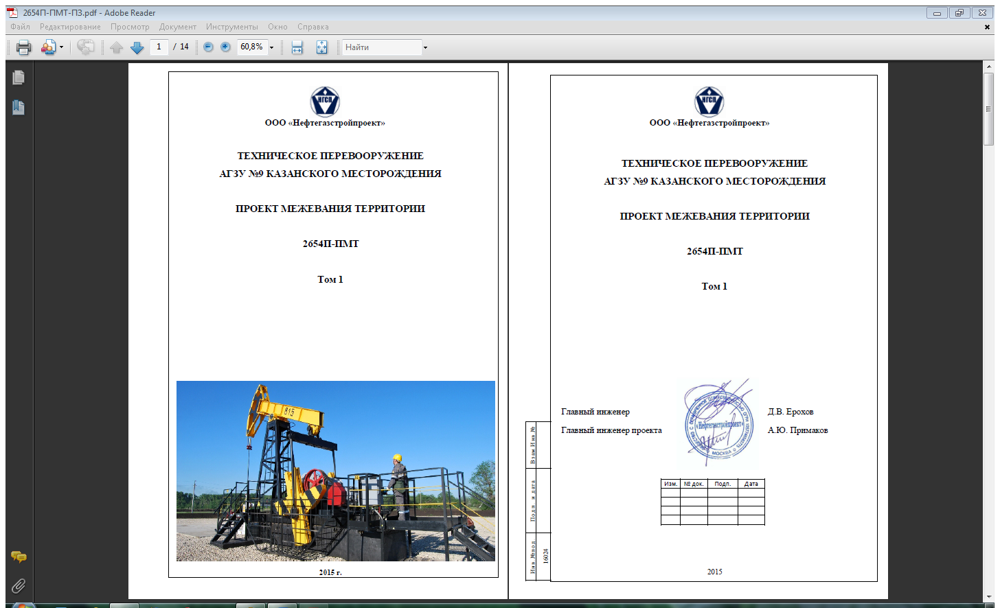 2654П-ПМТ-ПЗ.pdf - Adobe Reader
Файл Редактирование Просмотр Документ Инструменты Окно Справка
1 / 14 60,8% Найти
НГСП
ООО «Нефтегазстройпроект»
ТЕХНИЧЕСКОЕ ПЕРЕВООРУЖЕНИЕ
АГЗУ №9 КАЗАНСКОГО МЕСТОРОЖДЕНИЯ
ПРОЕКТ МЕЖЕВАНИЯ ТЕРРИТОРИИ
2654П-ПМТ
Том 1
815
2015 г.
НГСП
ООО «Нефтегазстройпроект»
ТЕХНИЧЕСКОЕ ПЕРЕВООРУЖЕНИЕ
АГЗУ №9 КАЗАНСКОГО МЕСТОРОЖДЕНИЯ
ПРОЕКТ МЕЖЕВАНИЯ ТЕРРИТОРИИ
2654П-ПМТ
Том 1
Главный инженер Д.В. Ерохов
Главный инженер проекта А.Ю. Примаков
«Нефтегазстройпроект»
МОСКВА
Изм. № док. Подп. Дата
Взам Инв №
Подп и дата
Инв №под
16024
2015